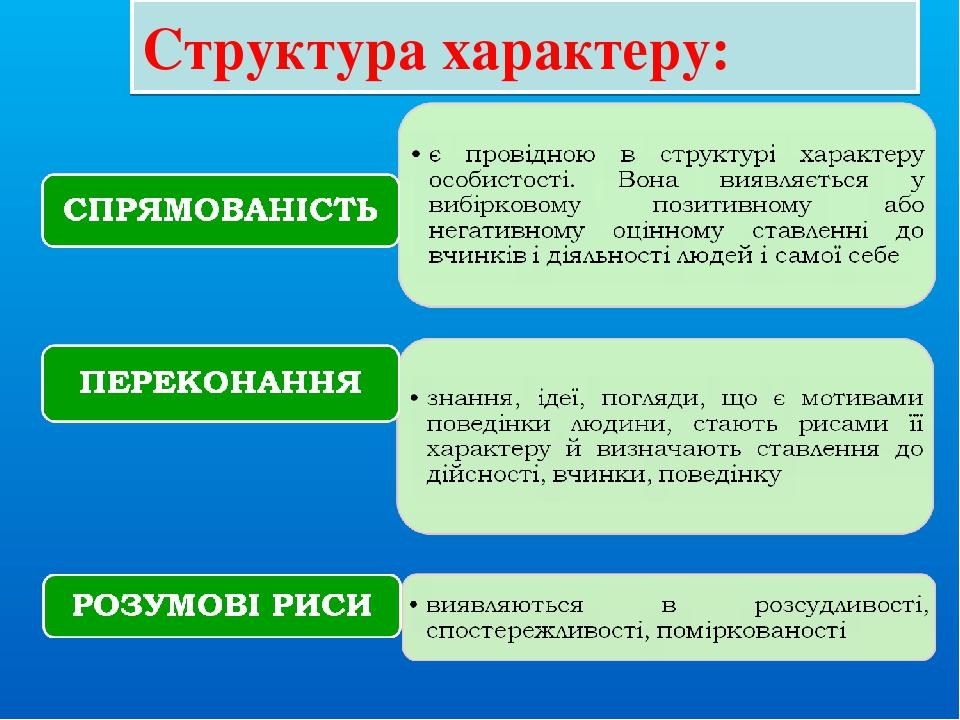 Структура характеру:
СПРЯМОВАНІСТЬ
• є провідною в структурі характеру
особистості. Вона виявляється у
вибірковому позитивному або
негативному оцінному ставленні до
вчинків і діяльності людей і самої себе
ПЕРЕКОНАННЯ
• знання, ідеї, погляди, що є мотивами
поведінки людини, стають рисами її
характеру й визначають ставлення до
дійсності, вчинки, поведінку
РОЗУМОВІ РИСИ
• виявляються в розсудливості,
спостережливості, поміркованості